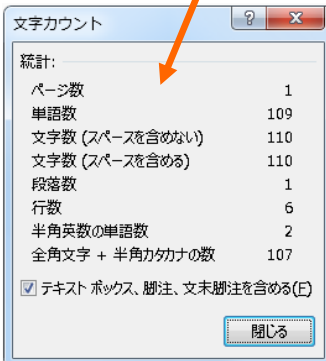 文字カウント
統計:
ページ数 1
単語数 109
文字数 (スペースを含めない) 110
文字数 (スペースを含める) 110
段落数 1
行数 6
半角英数の単語数 2
全角文字 + 半角カタカナの数 107
テキスト ボックス、脚注、文末脚注を含める(F)
閉じる